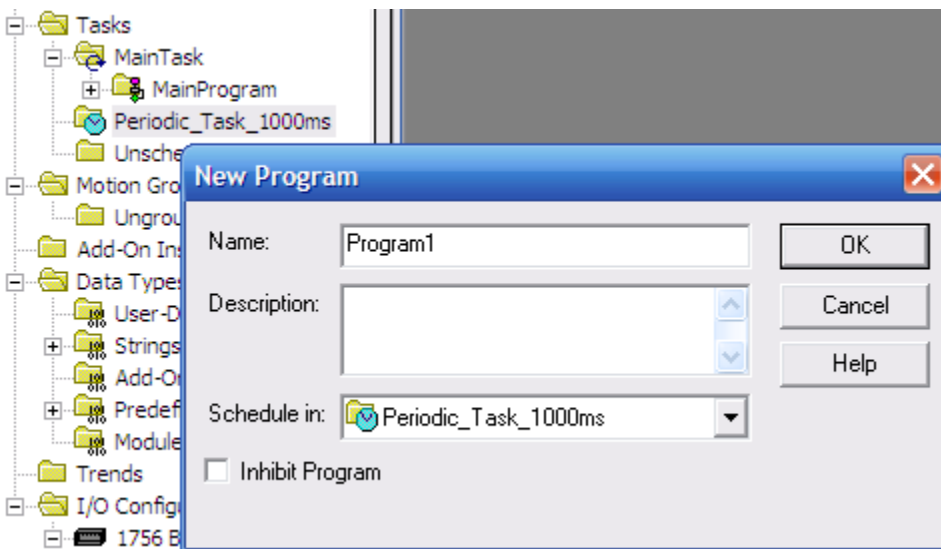 Tasks
MainTask
MainProgram
Periodic_Task_1000ms
Unsche
Motion Gro
Ungrou
Add-On Ins
Data Types
User-D
Strings
Add-On
Predef
Module
Trends
I/O Configu
1756 B
New Program
Name:
Program1
OK
Description:
Cancel
Help
Schedule in:
Periodic_Task_1000ms
Inhibit Program